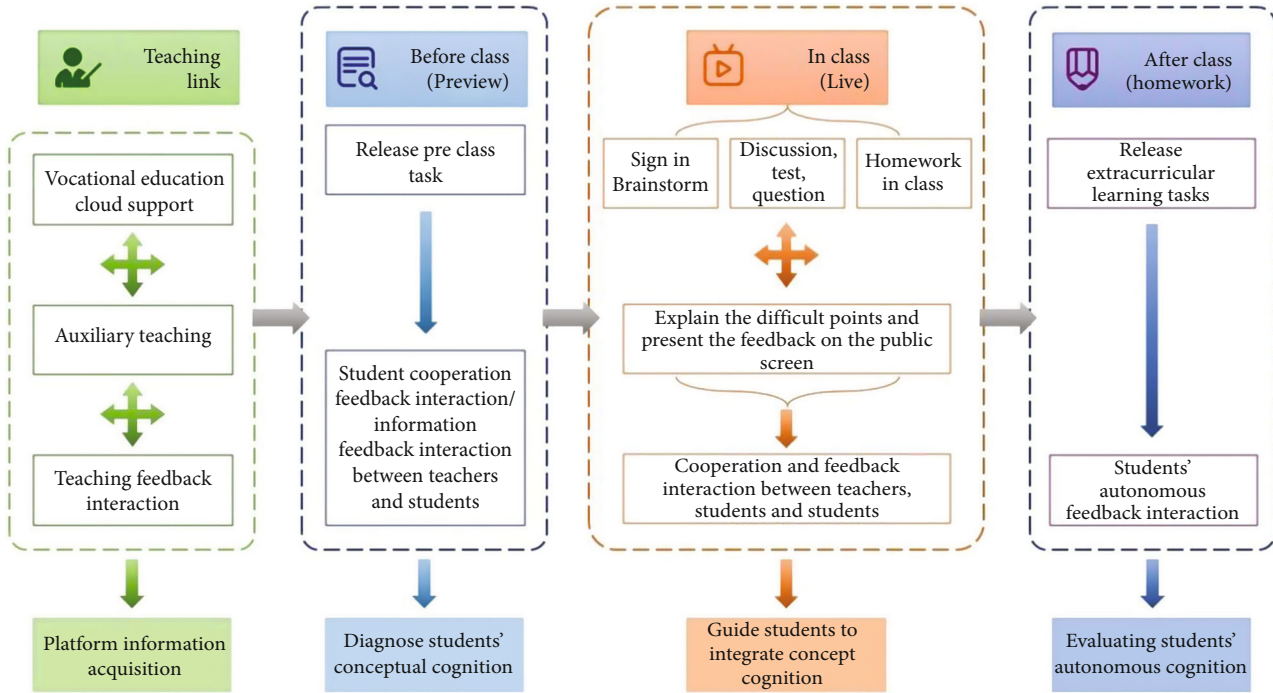 Teaching
link
Vocational education
cloud support
Auxiliary teaching
Teaching feedback
interaction
Platform information
acquisition
Before class
(Preview)
Release pre class
task
Student cooperation
feedback interaction/
information
feedback interaction
between teachers
and students
Diagnose students’
conceptual cognition
In class
(Live)
Sign in
Brainstorm
Discussion,
test,
question
Homework
in class
Explain the difficult points and
present the feedback on the public
screen
Cooperation and feedback
interaction between teachers,
students and students
Guide students to
integrate concept
cognition
After class
(homework)
Release
extracurricular
learning tasks
Students’
autonomous
feedback interaction
Evaluating students’
autonomous cognition